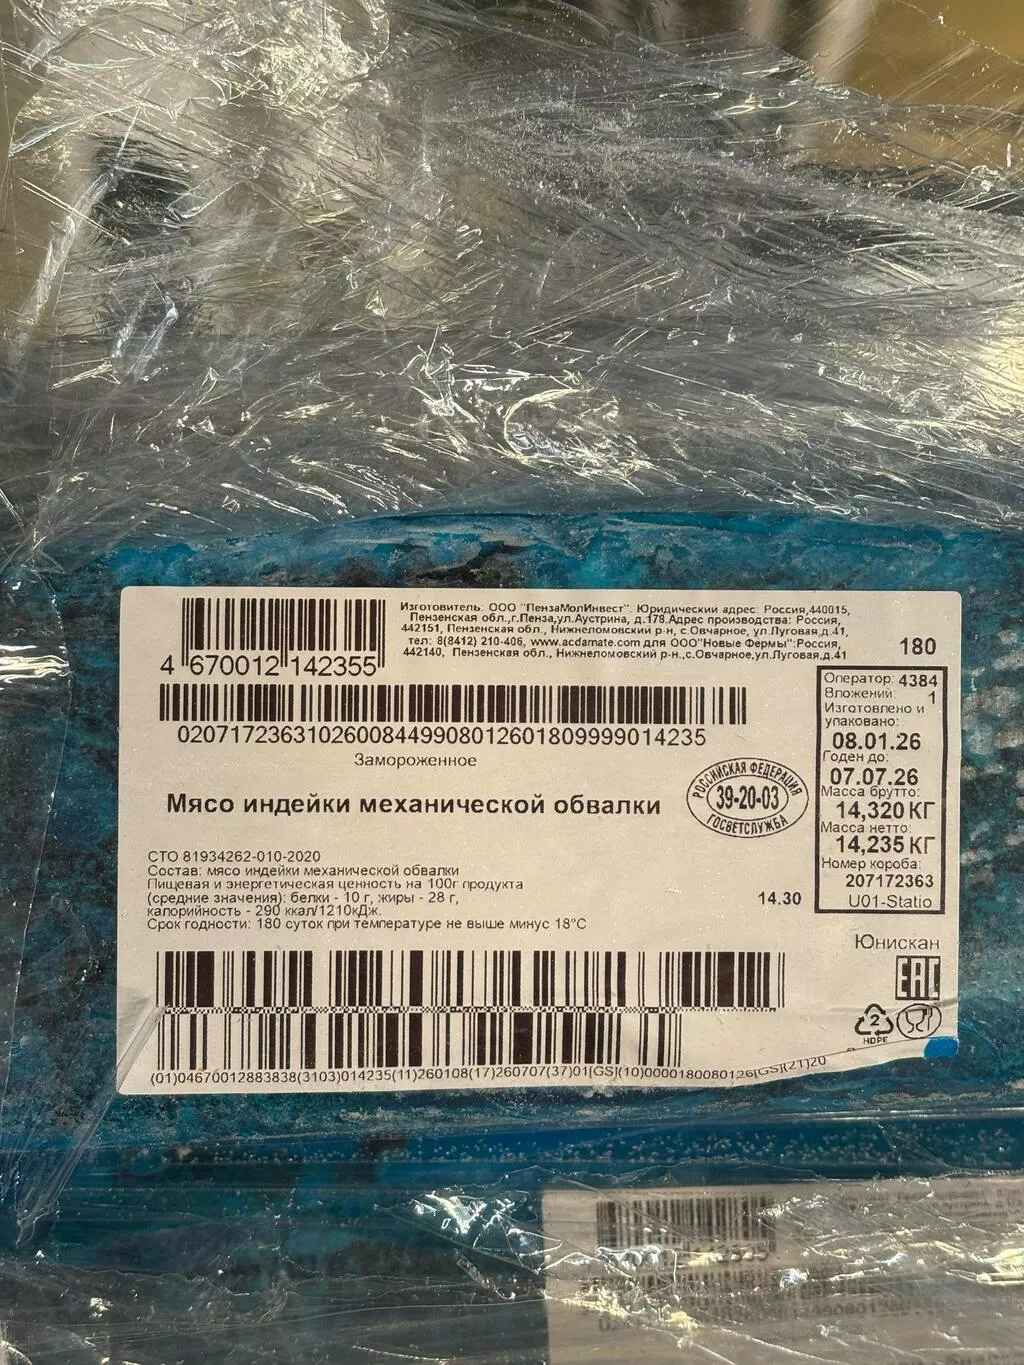 Изготовитель: ООО "ПензаМолИнвест". Юридический адрес: Россия,440015,
Пензенская обл.,г.Пенза,ул.Аустрина, д.178.Адрес производства: Россия,
442151, Пензенская обл., Нижнеломовский р-н, с.Овчарное, ул.Луговая,д.41,
тел: 8(8412) 210-406, www.acdamate.com для ООО"Новые Фермы":Россия,
442140, Пензенская обл., Нижнеломовский р-н.,с.Овчарное,ул.Луговая,д.41
4 670012 142355
180
02071723631026008449908012601809999014235
Замороженное
Мясо индейки механической обвалки
РОССИЙСКАЯ ФЕДЕРАЦИЯ
39-20-03
ГОСВЕТСЛУЖБА
Оператор: 4384
Вложений: 1
Изготовлено и
упаковано:
08.01.26
Годен до:
07.07.26
Масса брутто:
14,320 КГ
Масса нетто:
14,235 КГ
Номер короба:
207172363
U01-Statio
СТО 81934262-010-2020
Состав: мясо индейки механической обвалки
Пищевая и энергетическая ценность на 100г продукта
(средние значения): белки - 10 г, жиры - 28 г,
калорийность - 290 ккал/1210кДж.
Срок годности: 180 суток при температуре не выше минус 18°С
14.30
Юнискан
ЕАС
2
HDPE
(01)04670012883838(3103)014235(11)260108(17)260707(37)01(GS)(10)0000180080126(GS)(21)20